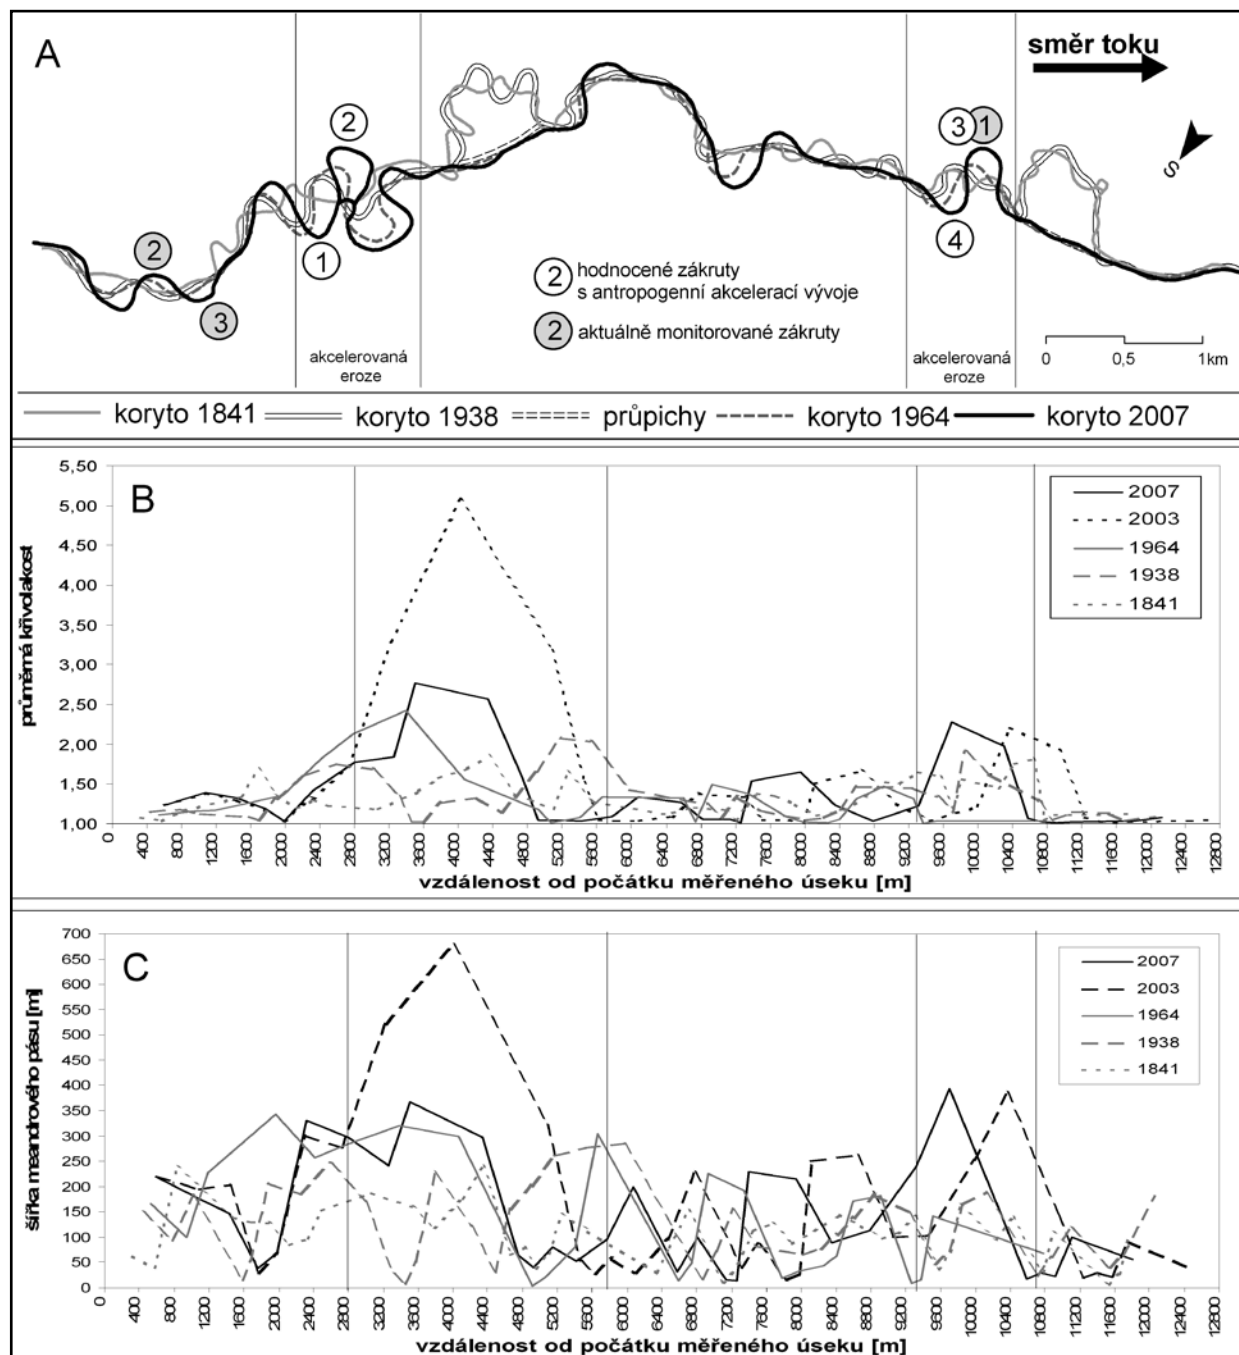 A
směr toku
S
2
3
1
2
3
1
4
2
1
3
2
hodnocené zákruty
s antropogenní akcelerací vývoje
2
aktuálně monitorované zákruty
akcelerovaná
eroze
akcelerovaná
eroze
0 0,5 1km
koryto 1841 koryto 1938 průpichy koryto 1964 koryto 2007
B
průměrná křivolakost
5,50
5,00
4,50
4,00
3,50
3,00
2,50
2,00
1,50
1,00
2007
2003
1964
1938
1841
0 400 800 1200 1600 2000 2400 2800 3200 3600 4000 4400 4800 5200 5600 6000 6400 6800 7200 7600 8000 8400 8800 9200 9600 10000 10400 10800 11200 11600 12000 12400 12800
vzdálenost od počátku měřeného úseku [m]
C
šířka meandrového pásu [m]
700
650
600
550
500
450
400
350
300
250
200
150
100
50
0
2007
2003
1964
1938
1841
0 400 800 1200 1600 2000 2400 2800 3200 3600 4000 4400 4800 5200 5600 6000 6400 6800 7200 7600 8000 8400 8800 9200 9600 10000 10400 10800 11200 11600 12000 12400 12800
vzdálenost od počátku měřeného úseku [m]